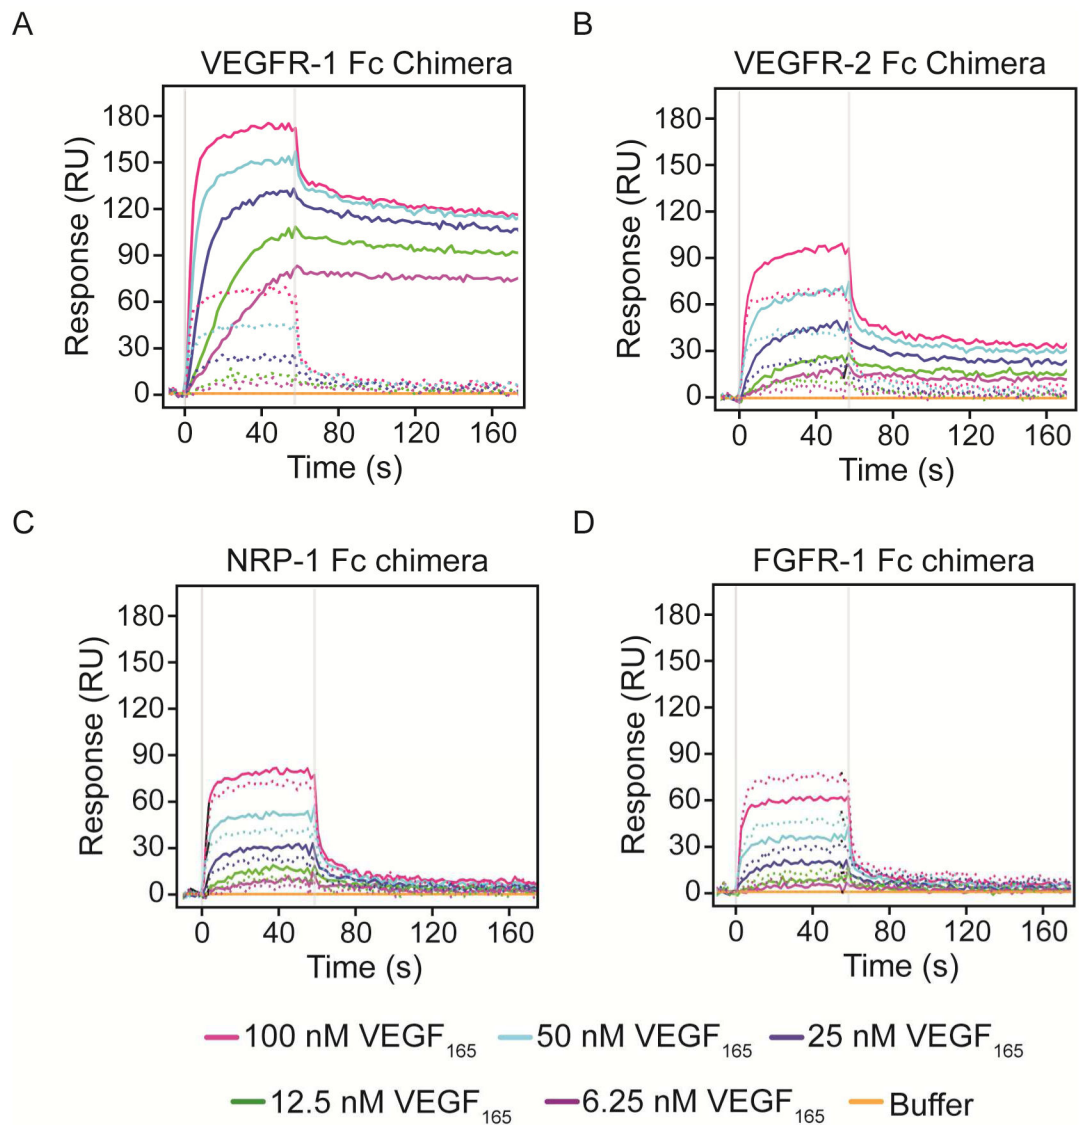 A
B
VEGFR-1 Fc Chimera
VEGFR-2 Fc Chimera
Response (RU)
180
150
120
90
60
30
0
0 40 80 120 160
Time (s)
Response (RU)
180
150
120
90
60
30
0
0 40 80 120 160
Time (s)
C
D
NRP-1 Fc chimera
FGFR-1 Fc chimera
Response (RU)
180
150
120
90
60
30
0
0 40 80 120 160
Time (s)
Response (RU)
180
150
120
90
60
30
0
0 40 80 120 160
Time (s)
100 nM VEGF165 50 nM VEGF165 25 nM VEGF165
12.5 nM VEGF165 6.25 nM VEGF165 Buffer